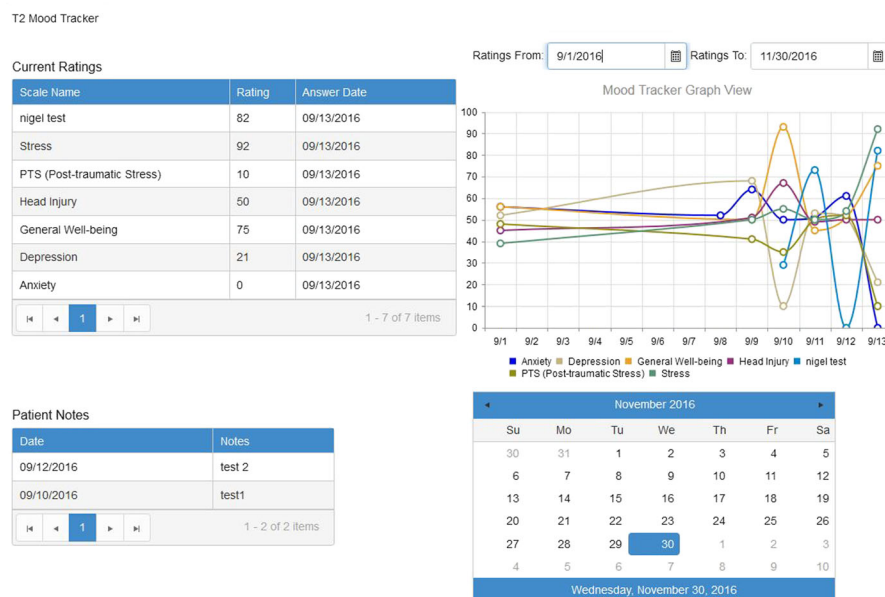 T2 Mood Tracker
Current Ratings
Scale Name Rating Answer Date
nigel test 82 09/13/2016
Stress 92 09/13/2016
PTS (Post-traumatic Stress) 10 09/13/2016
Head Injury 50 09/13/2016
General Well-being 75 09/13/2016
Depression 21 09/13/2016
Anxiety 0 09/13/2016
1
1 - 7 of 7 items
Patient Notes
Date Notes
09/12/2016 test 2
09/10/2016 test1
1
1 - 2 of 2 items
Ratings From: 9/1/2016 Ratings To: 11/30/2016
Mood Tracker Graph View
100
90
80
70
60
50
40
30
20
10
0
9/1 9/2 9/3 9/4 9/5 9/6 9/7 9/8 9/9 9/10 9/11 9/12 9/13
Anxiety Depression General Well-being Head Injury nigel test
PTS (Post-traumatic Stress) Stress
November 2016
Su Mo Tu We Th Fr Sa
30 31 1 2 3 4 5
6 7 8 9 10 11 12
13 14 15 16 17 18 19
20 21 22 23 24 25 26
27 28 29 30 1 2 3
4 5 6 7 8 9 10
Wednesday, November 30, 2016